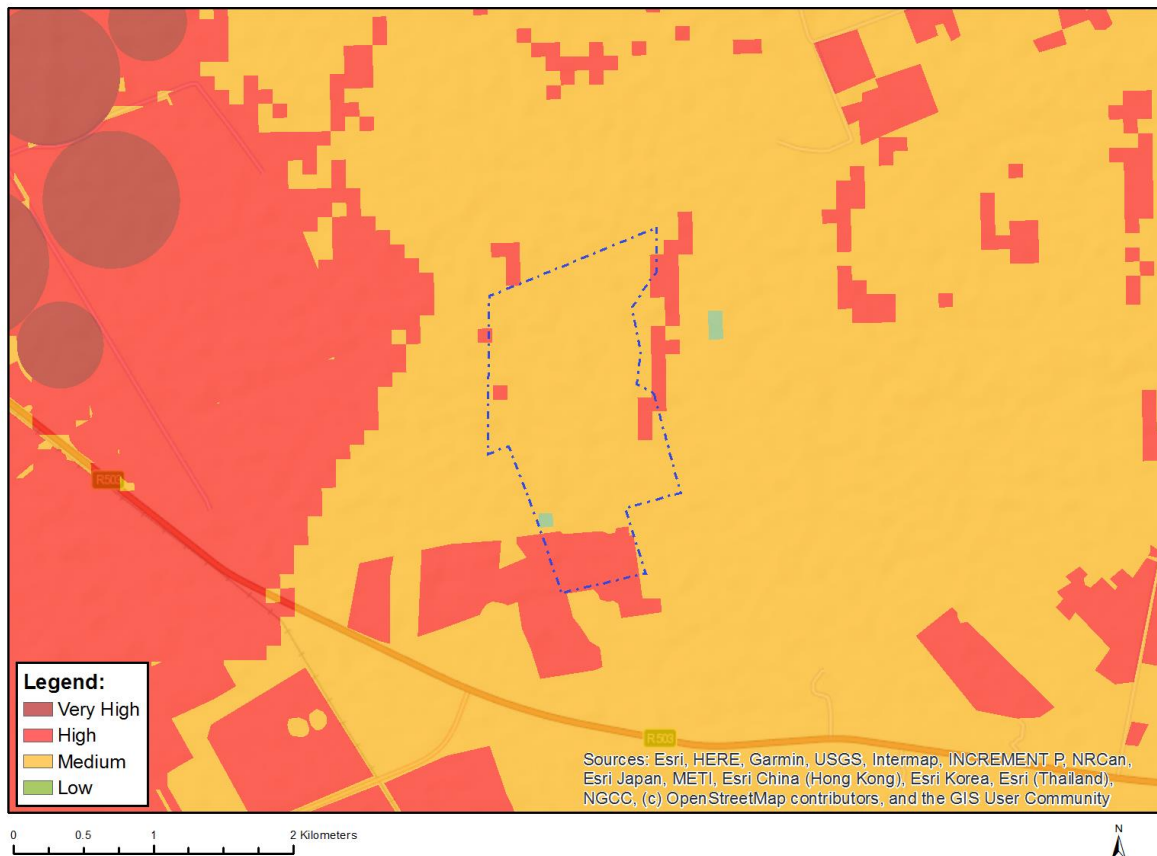 R.503
R.503
Legend:
Very High
High
Medium
Low
Sources: Esri, HERE, Garmin, USGS, Intermap, INCREMENT P, NRCan,
Esri Japan, METI, Esri China (Hong Kong), Esri Korea, Esri (Thailand),
NGCC, (c) OpenStreetMap contributors, and the GIS User Community
0 0.5 1 2 Kilometers
N